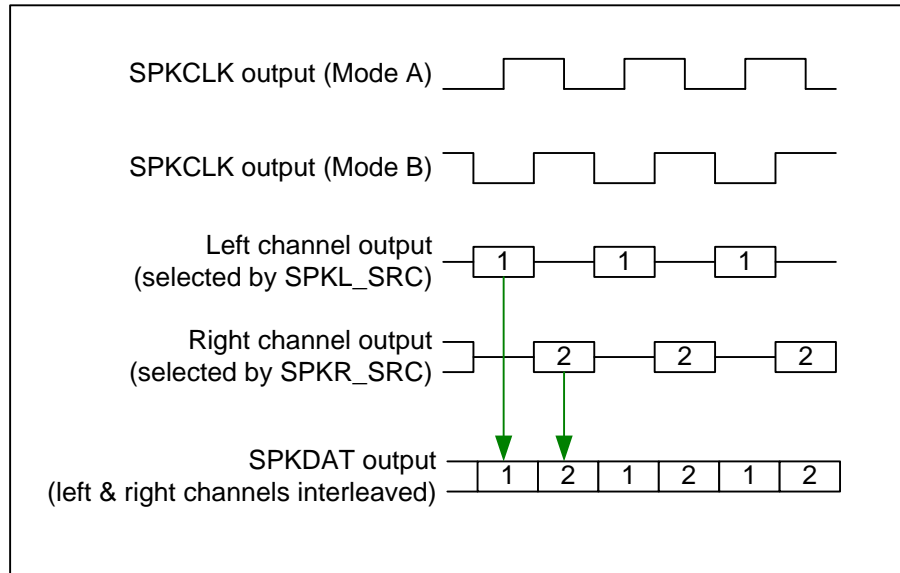 SPKCLK output (Mode A)
SPKCLK output (Mode B)
Left channel output
(selected by SPKL_SRC)
1 1 1
Right channel output
(selected by SPKR_SRC)
2 2 2
SPKDAT output
(left & right channels interleaved)
1 2 1 2 1 2